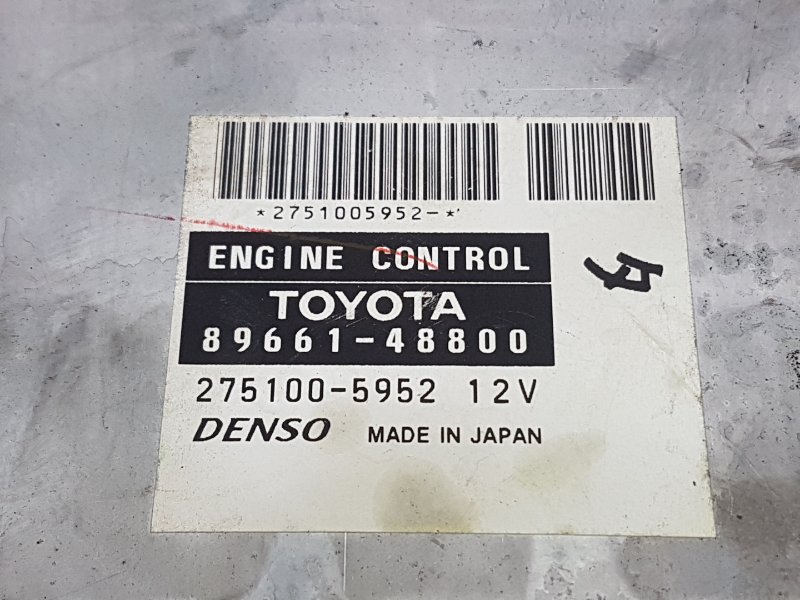 *2751005952-*
ENGINE CONTROL
TOYOTA
89661-48800
275100-5952 12V
DENSO MADE IN JAPAN